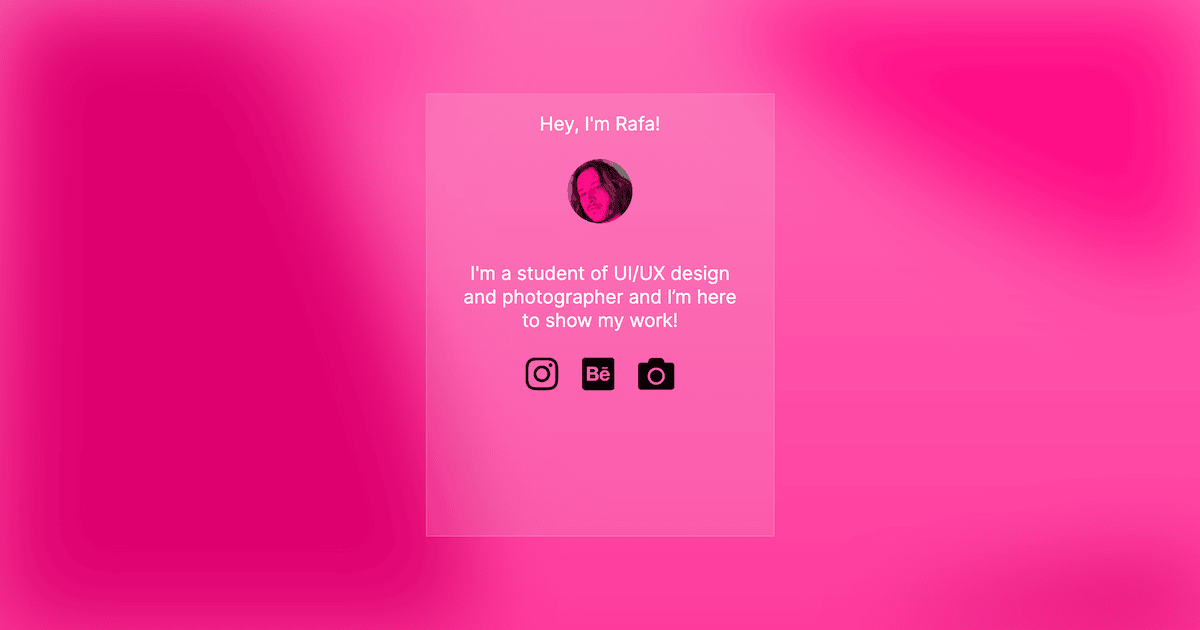 Hey, I'm Rafa!
I'm a student of UI/UX design
and photographer and I’m here
to show my work!
Bē